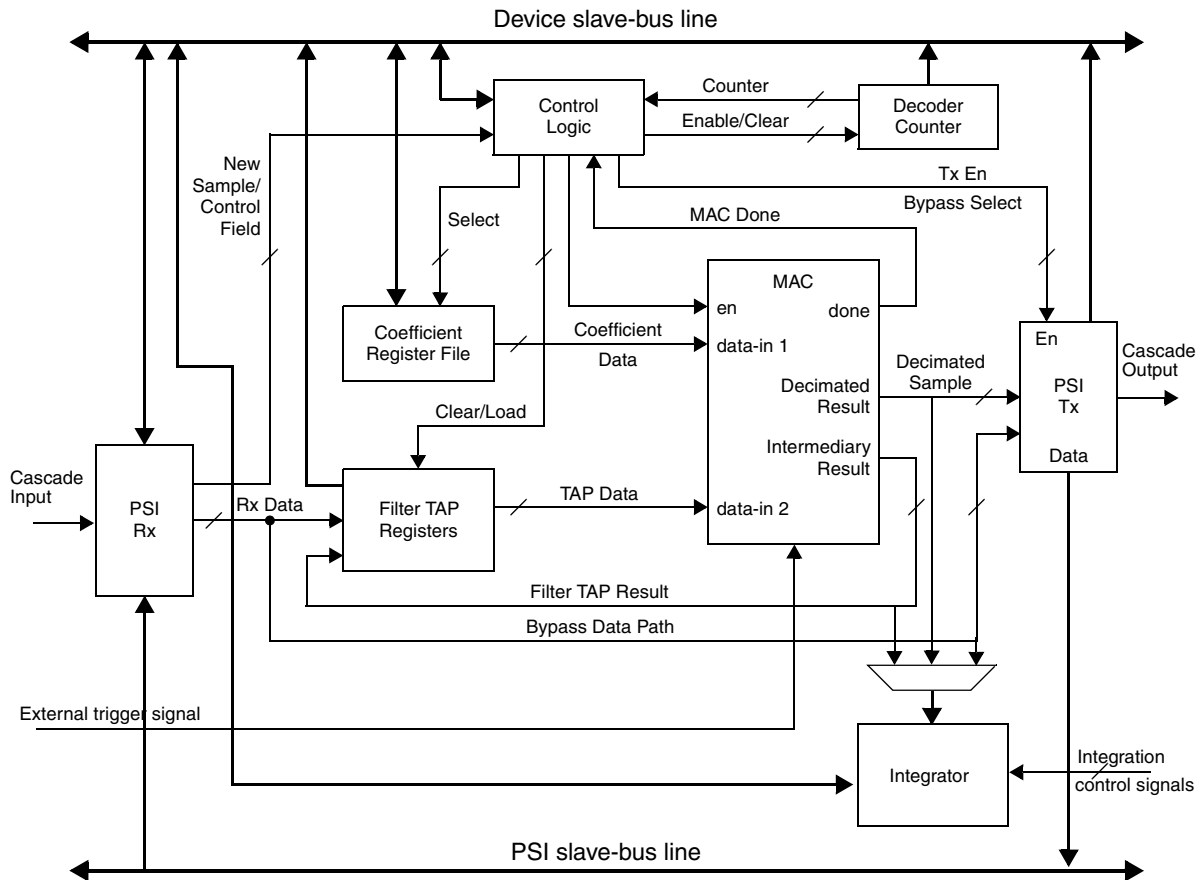 Device slave-bus line
Control
Logic
Counter
Enable/Clear
Decoder
Counter
New
Sample/
Control
Field
Select
Tx En
Bypass Select
MAC Done
MAC
en
done
data-in 1
Decimated
Result
Intermediary
Result
data-in 2
Coefficient
Register File
Coefficient
Data
Decimated
Sample
En
PSI
Tx
Data
Cascade
Output
Clear/Load
Cascade
Input
PSI
Rx
Rx Data
Filter TAP
Registers
TAP Data
Filter TAP Result
Bypass Data Path
External trigger signal
Integrator
Integration
control signals
PSI slave-bus line